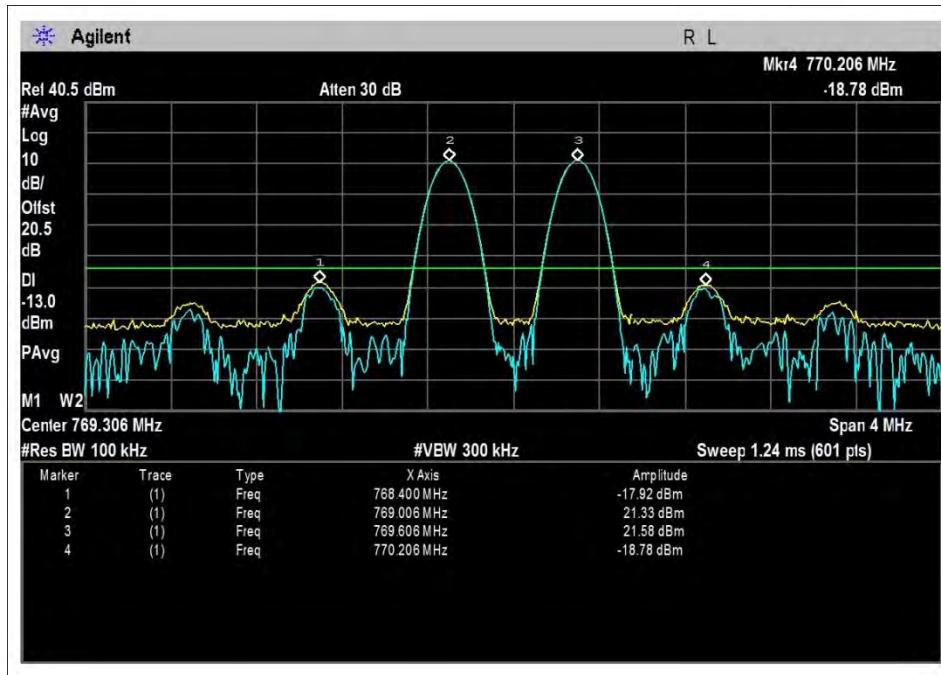 Agilent
R L
Mkr4 770.206 MHz
Rel 40.5 dBm
Atten 30 dB
-18.78 dBm
#Avg
Log
10
dB/
Offst
20.5
dB
DI
-13.0
dBm
PAvg
M1 W2
1
2
3
4
Center 769.306 MHz
Span 4 MHz
#Res BW 100 kHz
#VBW 300 kHz
Sweep 1.24 ms (601 pts)
Marker Trace Type X Axis Amplitude
1 (1) Freq 768.400 MHz -17.92 dBm
2 (1) Freq 769.006 MHz 21.33 dBm
3 (1) Freq 769.606 MHz 21.58 dBm
4 (1) Freq 770.206 MHz -18.78 dBm